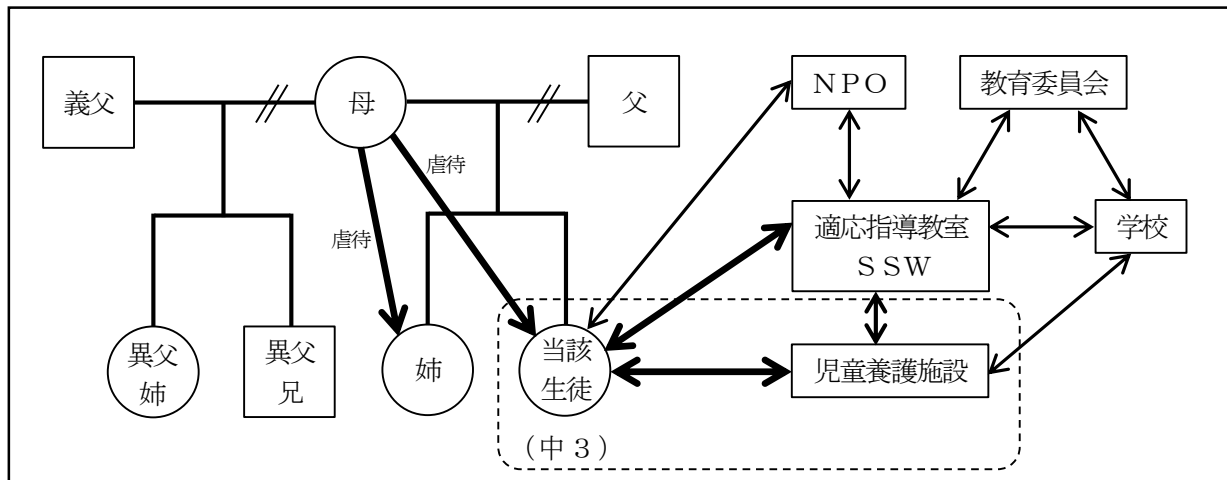 義父
母
父
NPO
教育委員会
虐待
虐待
適応指導教室
SSW
学校
異父
姉
異父
兄
姉
当該
生徒
児童養護施設
（中3）